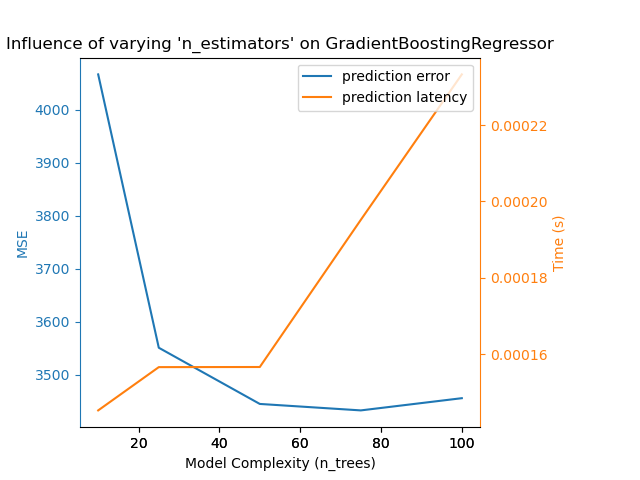 Influence of varying 'n_estimators' on GradientBoostingRegressor
prediction error
prediction latency
4000
3900
3800
3700
3600
3500
MSE
0.00022
0.00020
0.00018
0.00016
Time (s)
20 40 60 80 100
Model Complexity (n_trees)